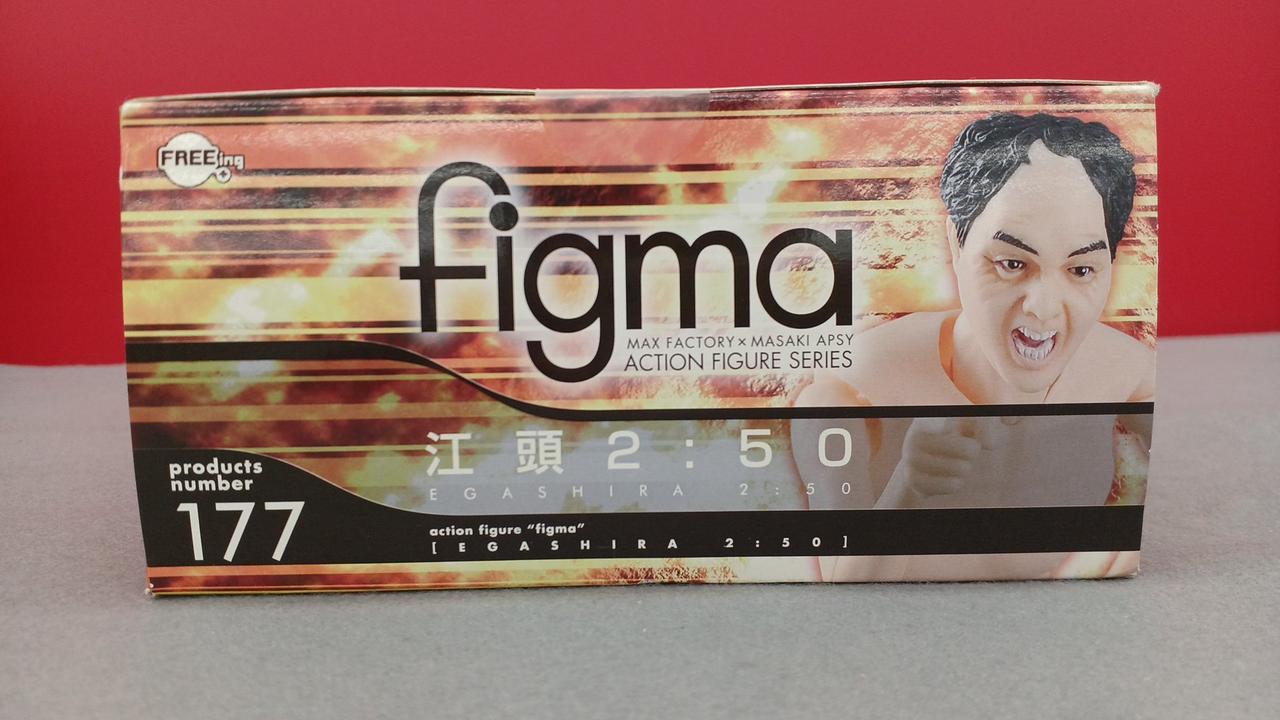 FREEing
figma
MAX FACTORY × MASAKI APSY
ACTION FIGURE SERIES
江頭2:50
EGASHIRA 2:50
products
number
177
action figure “figma”
[EGASHIRA 2:50]